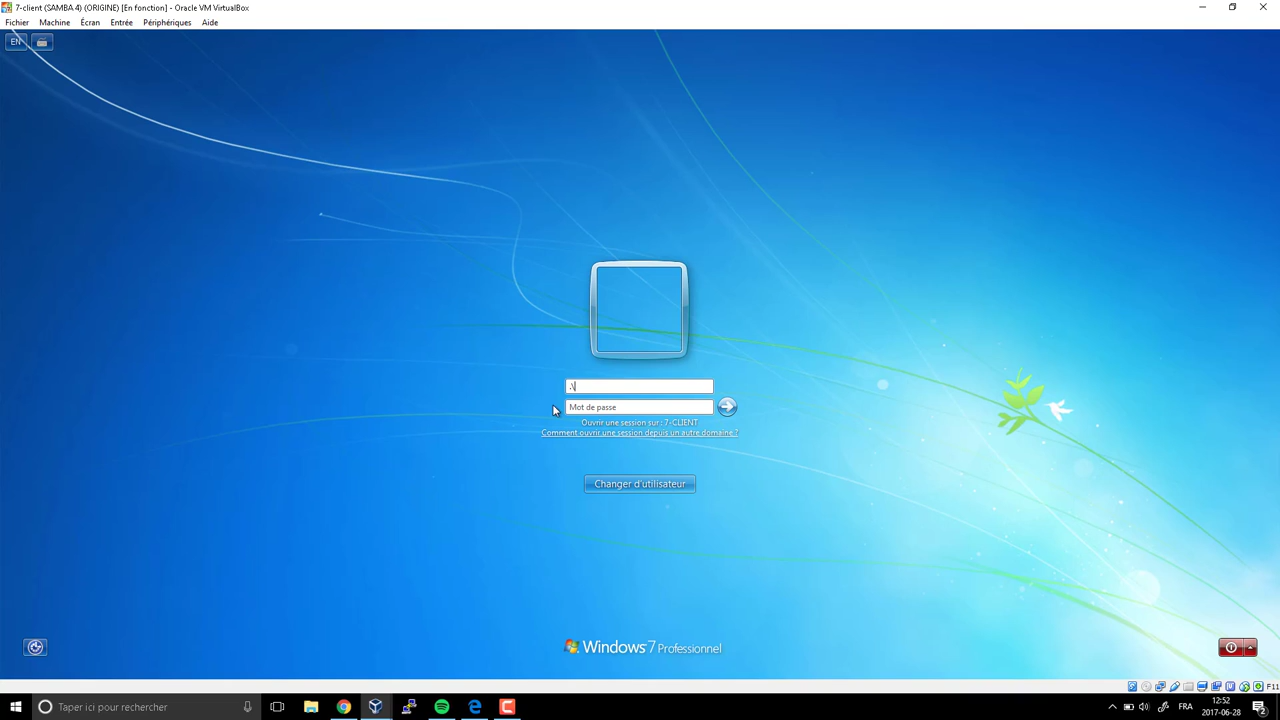 7-client (SAMBA 4) (ORIGINE) [En fonction] - Oracle VM VirtualBox
Fichier Machine Écran Entrée Périphériques Aide
EN
.\
Mot de passe
Ouvrir une session sur : 7-CLIENT
Comment ouvrir une session depuis un autre domaine ?
Changer d'utilisateur
Windows 7 Professionnel
F11
Taper ici pour rechercher
FRA
12:52
2017-06-28
2